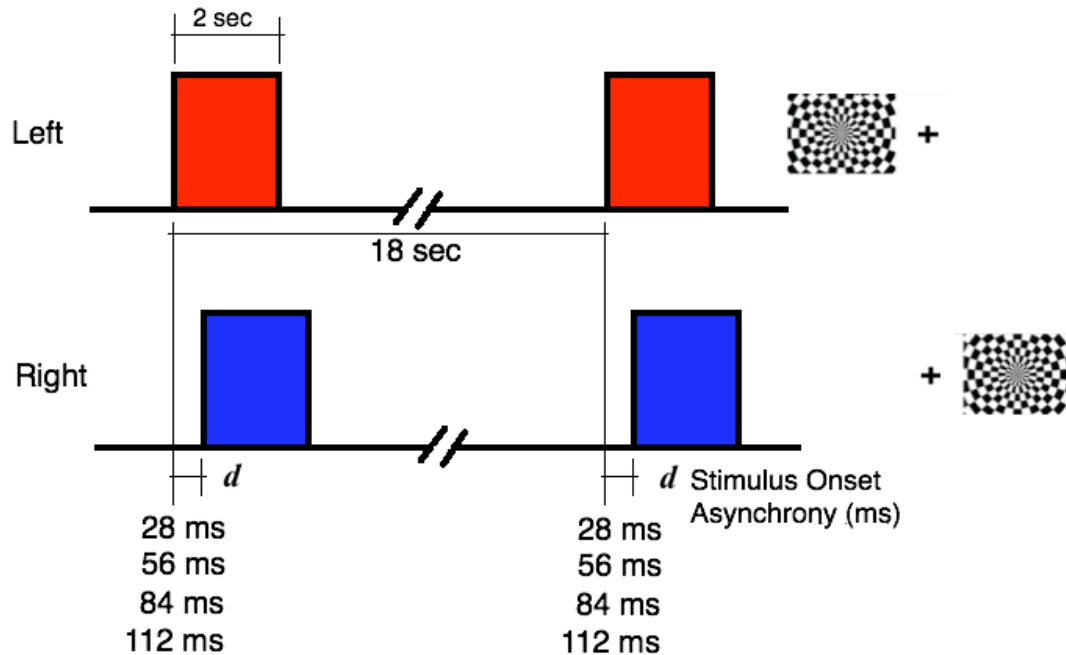 2 sec
Left
+
18 sec
Right
+
d
d Stimulus Onset
Asynchrony (ms)
28 ms
56 ms
84 ms
112 ms
28 ms
56 ms
84 ms
112 ms